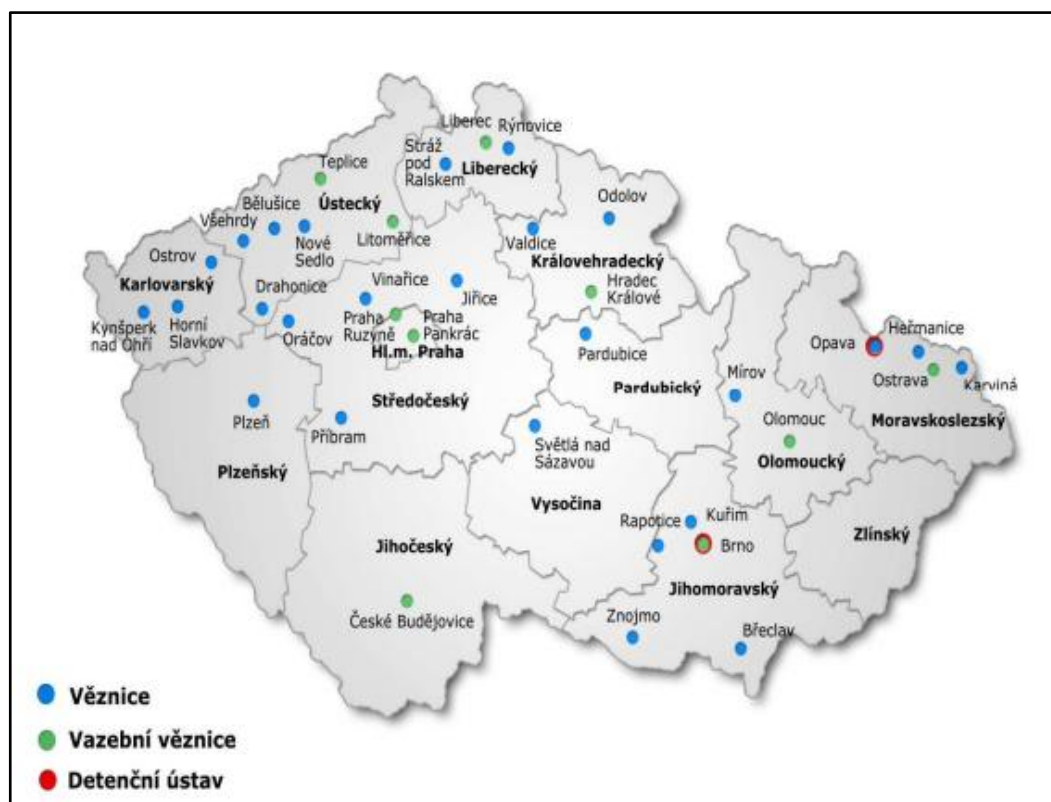 Liberec
Rýnovice
Stráž
pod
Ralskem
Liberecký
Teplice
Ústecký
Bělušice
Všehrdy
Nové
Sedlo
Litoměřice
Odolov
Valdice
Královehradecký
Hradec
Králové
Ostrov
Karlovarský
Kynšperk
nad Ohří
Horní
Slavkov
Drahonice
Oráčov
Vinařice
Jiřice
Praha
Ruzyně
Praha
Pankrác
Hl.m. Praha
Středočeský
Příbram
Plzeň
Plzeňský
Pardubice
Pardubický
Mírov
Opava
Heřmanice
Ostrava
Karviná
Moravskoslezský
Olomouc
Olomoucký
Světlá nad
Sázavou
Vysočina
Zlínský
Rapotice
Kuřim
Brno
Jihomoravský
Znojmo
Břeclav
Jihočeský
České Budějovice
Věznice
Vazební věznice
Detenční ústav